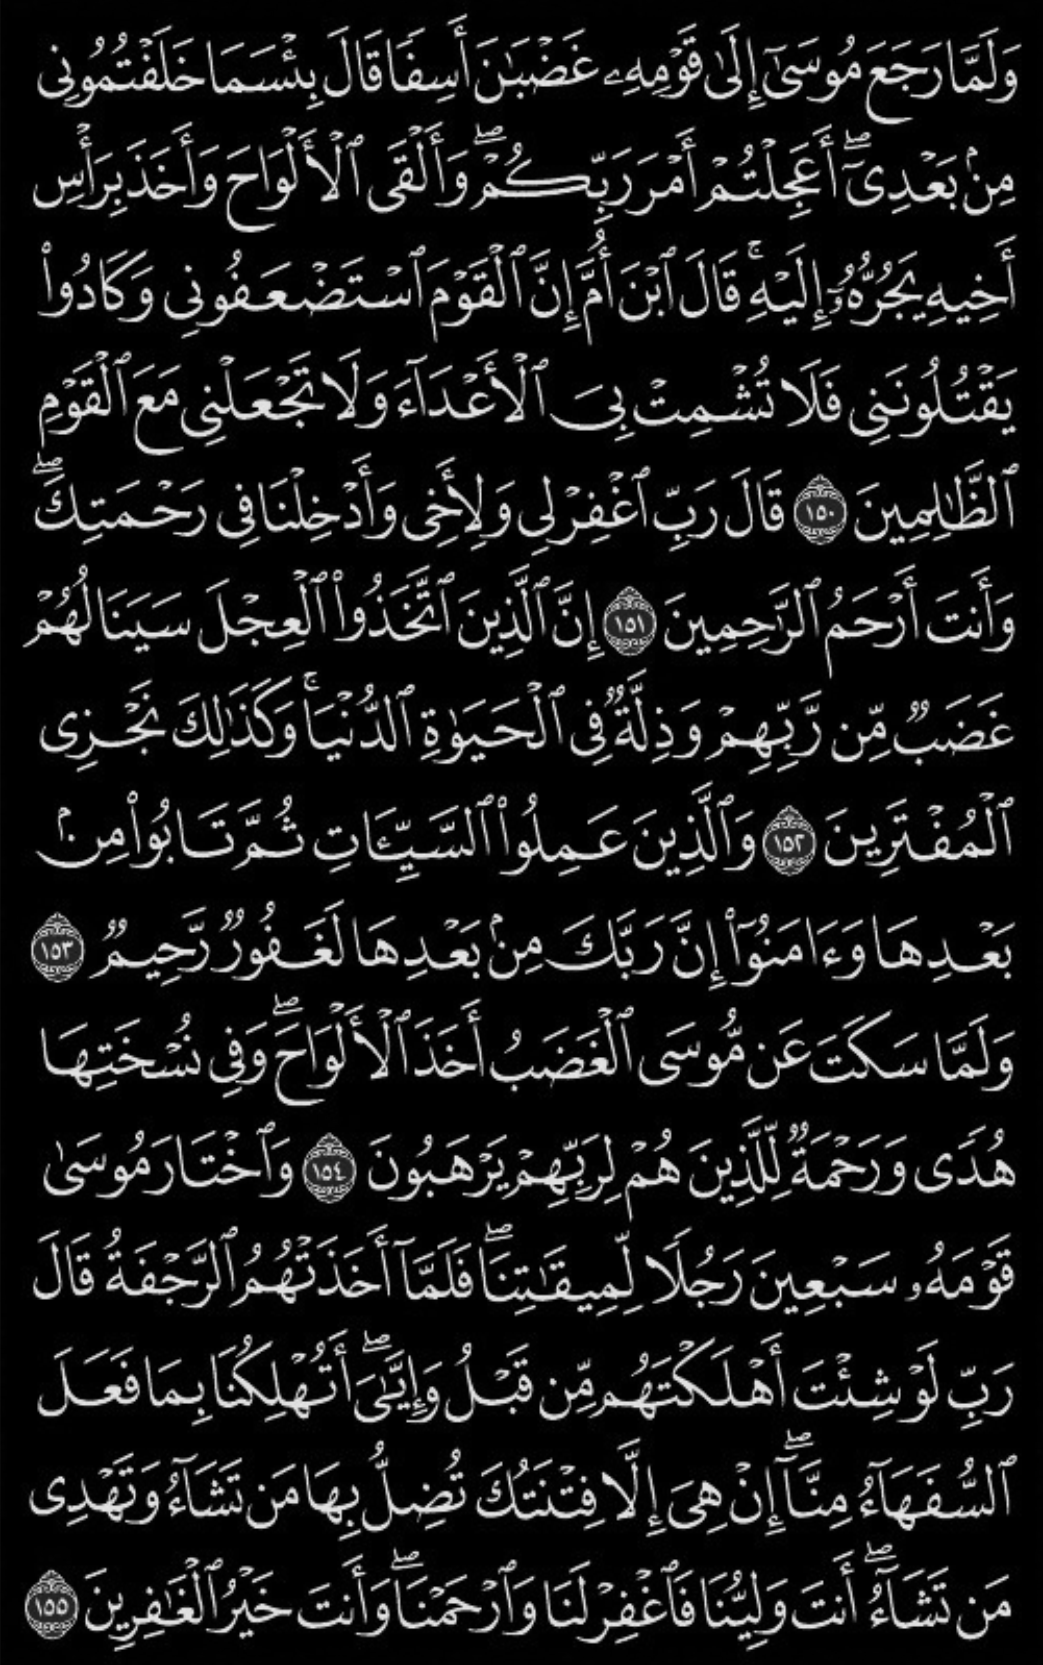 وَلَمَّا رَجَعَ مُوسَىٰٓ إِلَىٰ قَوْمِهِۦ غَضْبَٰنَ أَسِفٗا قَالَ بِئْسَمَا خَلَفْتُمُونِي
مِنۢ بَعْدِيٓۖ أَعَجِلْتُمْ أَمْرَ رَبِّكُمْۖ وَأَلْقَى ٱلْأَلْوَاحَ وَأَخَذَ بِرَأْسِ
أَخِيهِ يَجُرُّهُۥٓ إِلَيْهِۚ قَالَ ٱبْنَ أُمَّ إِنَّ ٱلْقَوْمَ ٱسْتَضْعَفُونِي وَكَادُوا۟
يَقْتُلُونَنِي فَلَا تُشْمِتْ بِيَ ٱلْأَعْدَآءَ وَلَا تَجْعَلْنِي مَعَ ٱلْقَوْمِ
ٱلظَّٰلِمِينَ ١٥٠ قَالَ رَبِّ ٱغْفِرْ لِي وَلِأَخِي وَأَدْخِلْنَا فِي رَحْمَتِكَۖ
وَأَنتَ أَرْحَمُ ٱلرَّٰحِمِينَ ١٥١ إِنَّ ٱلَّذِينَ ٱتَّخَذُوا۟ ٱلْعِجْلَ سَيَنَالُهُمْ
غَضَبٞ مِّن رَّبِّهِمْ وَذِلَّةٞ فِي ٱلْحَيَوٰةِ ٱلدُّنْيَاۚ وَكَذَٰلِكَ نَجْزِي
ٱلْمُفْتَرِينَ ١٥٢ وَٱلَّذِينَ عَمِلُوا۟ ٱلسَّيِّـَٔاتِ ثُمَّ تَابُوا۟ مِنۢ
بَعْدِهَا وَءَامَنُوٓا۟ إِنَّ رَبَّكَ مِنۢ بَعْدِهَا لَغَفُورٞ رَّحِيمٞ ١٥٣
وَلَمَّا سَكَتَ عَن مُّوسَى ٱلْغَضَبُ أَخَذَ ٱلْأَلْوَاحَۖ وَفِي نُسْخَتِهَا
هُدٗى وَرَحْمَةٞ لِّلَّذِينَ هُمْ لِرَبِّهِمْ يَرْهَبُونَ ١٥٤ وَٱخْتَارَ مُوسَىٰ
قَوْمَهُۥ سَبْعِينَ رَجُلٗا لِّمِيقَٰتِنَاۖ فَلَمَّآ أَخَذَتْهُمُ ٱلرَّجْفَةُ قَالَ
رَبِّ لَوْ شِئْتَ أَهْلَكْتَهُم مِّن قَبْلُ وَإِيَّٰيَۖ أَتُهْلِكُنَا بِمَا فَعَلَ
ٱلسُّفَهَآءُ مِنَّآۖ إِنْ هِيَ إِلَّا فِتْنَتُكَ تُضِلُّ بِهَا مَن تَشَآءُ وَتَهْدِي
مَن تَشَآءُۖ أَنتَ وَلِيُّنَا فَٱغْفِرْ لَنَا وَٱرْحَمْنَاۖ وَأَنتَ خَيْرُ ٱلْغَٰفِرِينَ ١٥٥